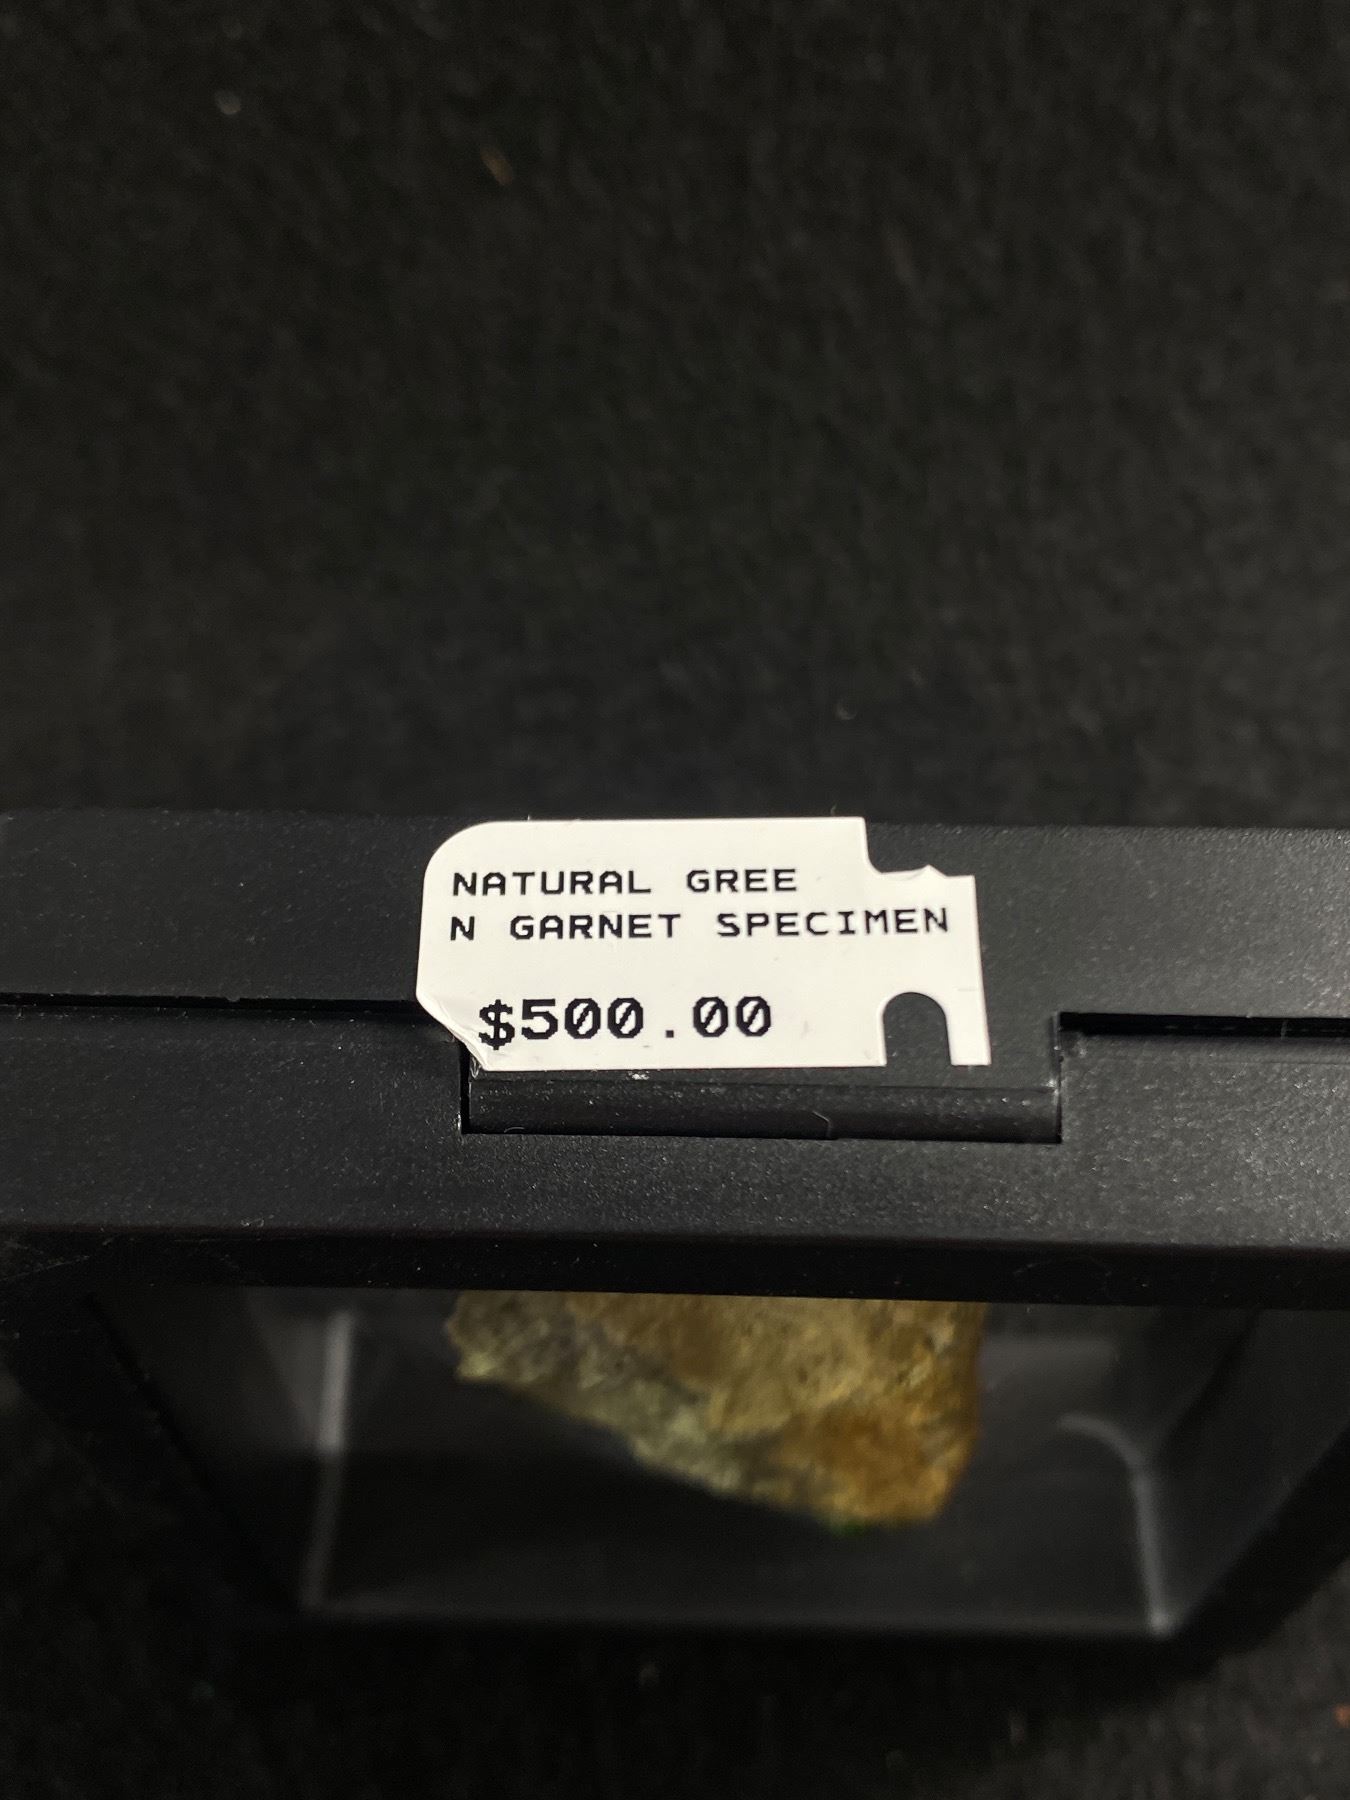 NATURAL GREE
N GARNET SPECIMEN
$500.00